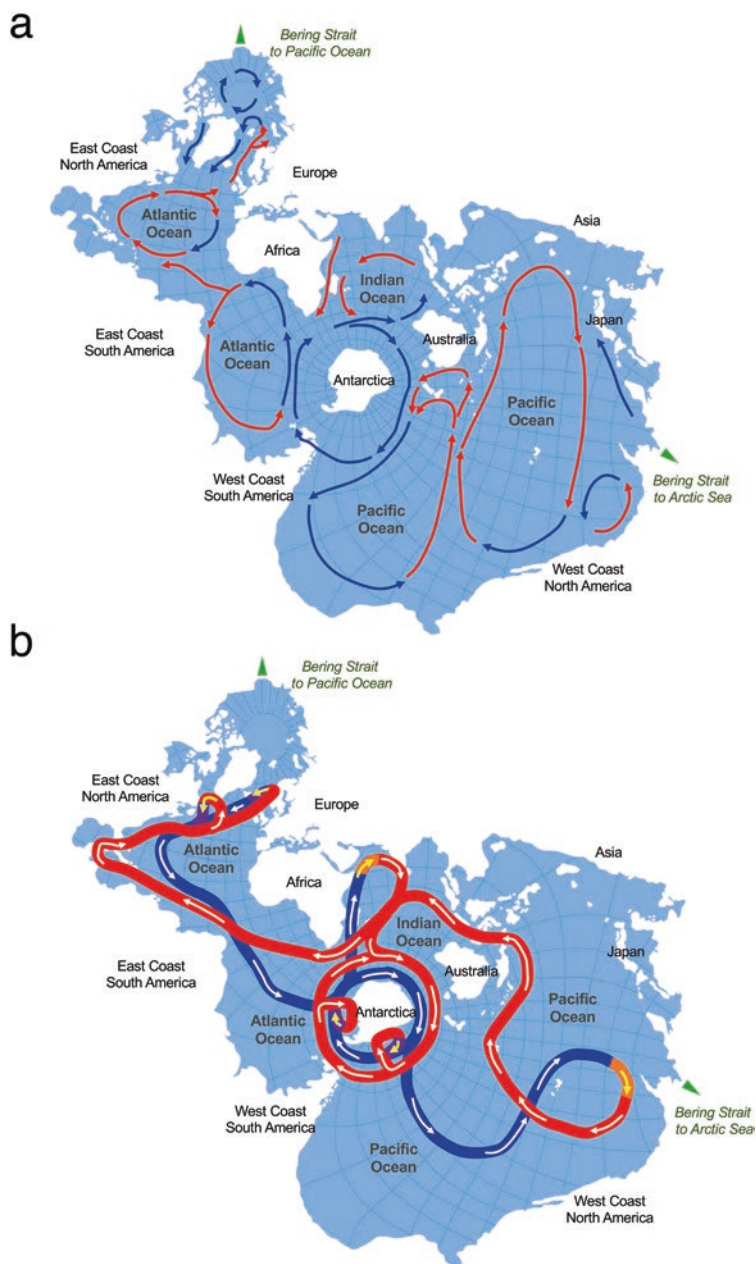 a
Bering Strait
to Pacific Ocean
East Coast
North America
Europe
Asia
Atlantic
Ocean
Africa
Indian
Ocean
Japan
East Coast
South America
Australia
Atlantic
Ocean
Antarctica
Pacific
Ocean
West Coast
South America
Bering Strait
to Arctic Sea
Pacific
Ocean
West Coast
North America
b
Bering Strait
to Pacific Ocean
East Coast
North America
Europe
Atlantic
Ocean
Asia
Africa
Indian
Ocean
East Coast
South America
Japan
Australia
Antarctica
Atlantic
Ocean
Pacific
Ocean
West Coast
South America
Bering Strait
to Arctic Sea
Pacific
Ocean
West Coast
North America